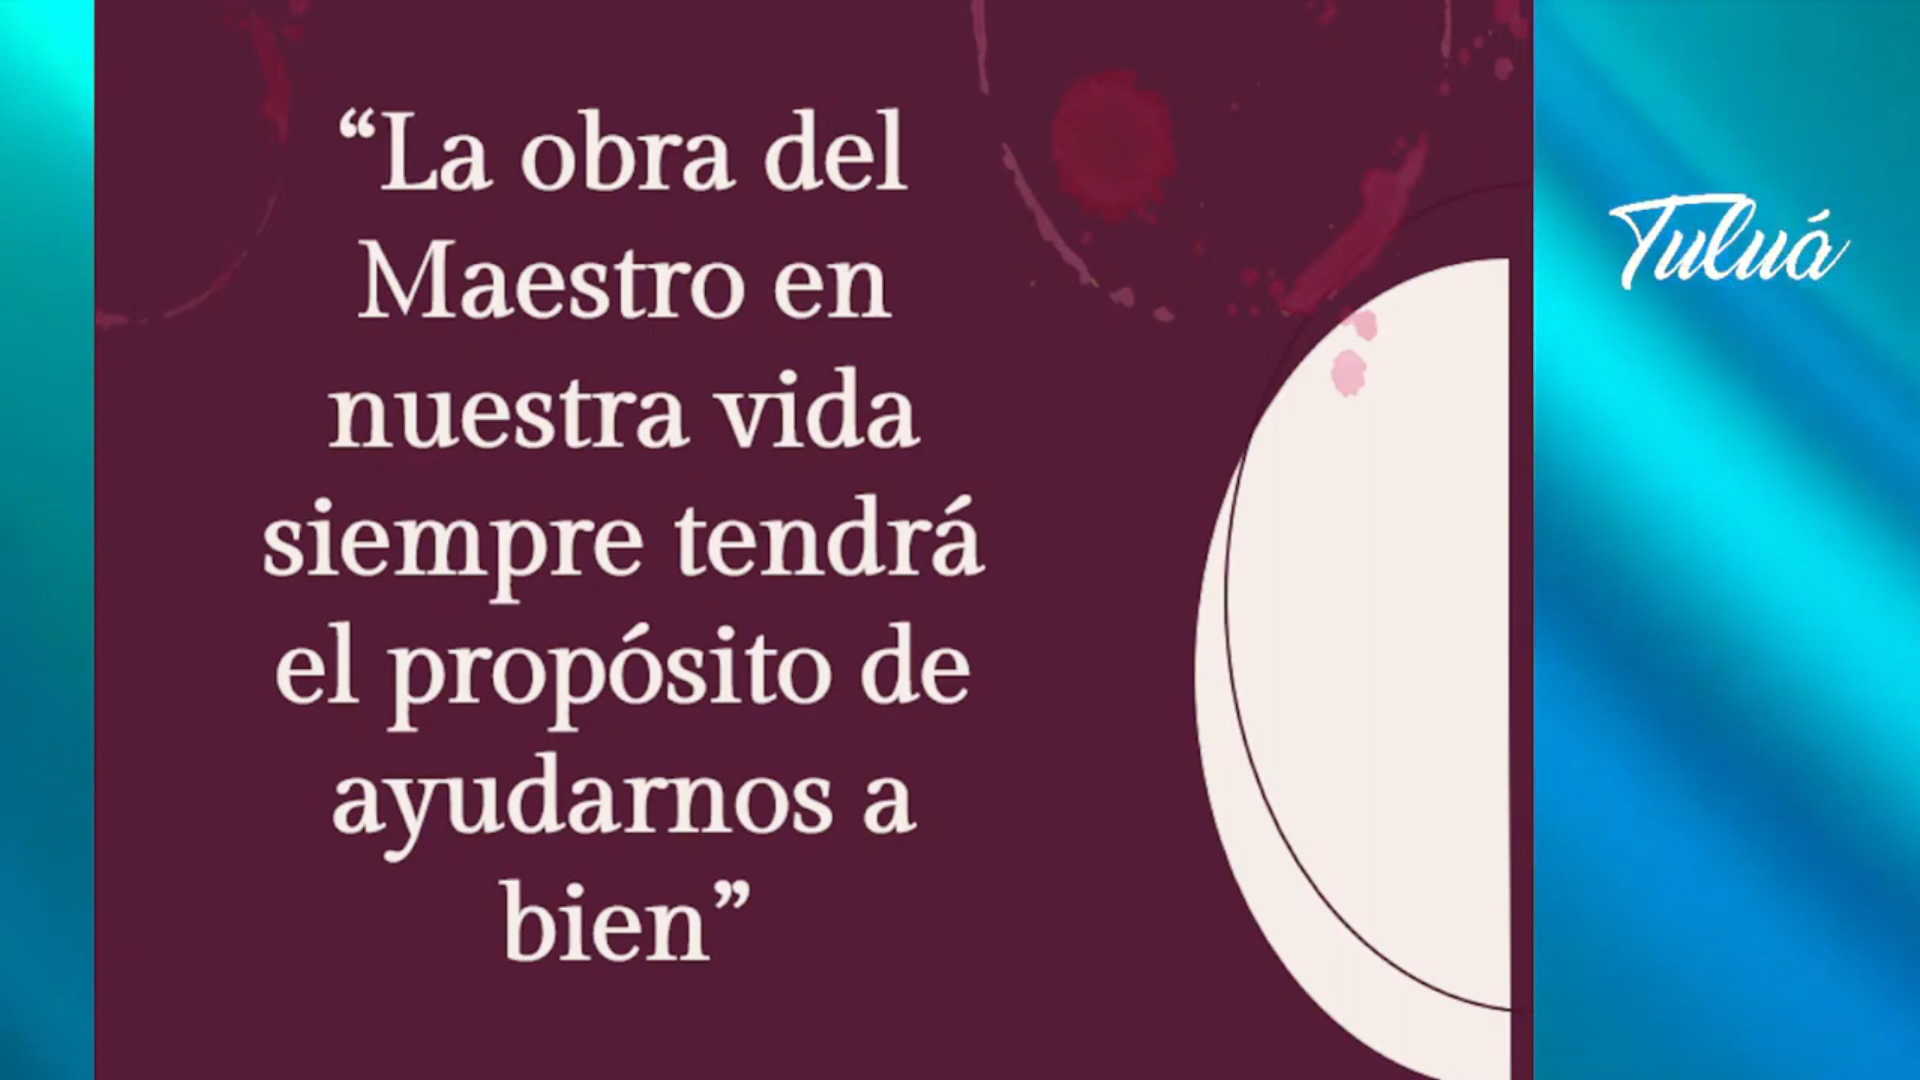 “La obra del
Maestro en
nuestra vida
siempre tendrá
el propósito de
ayudarnos a
bien”
Tuluá